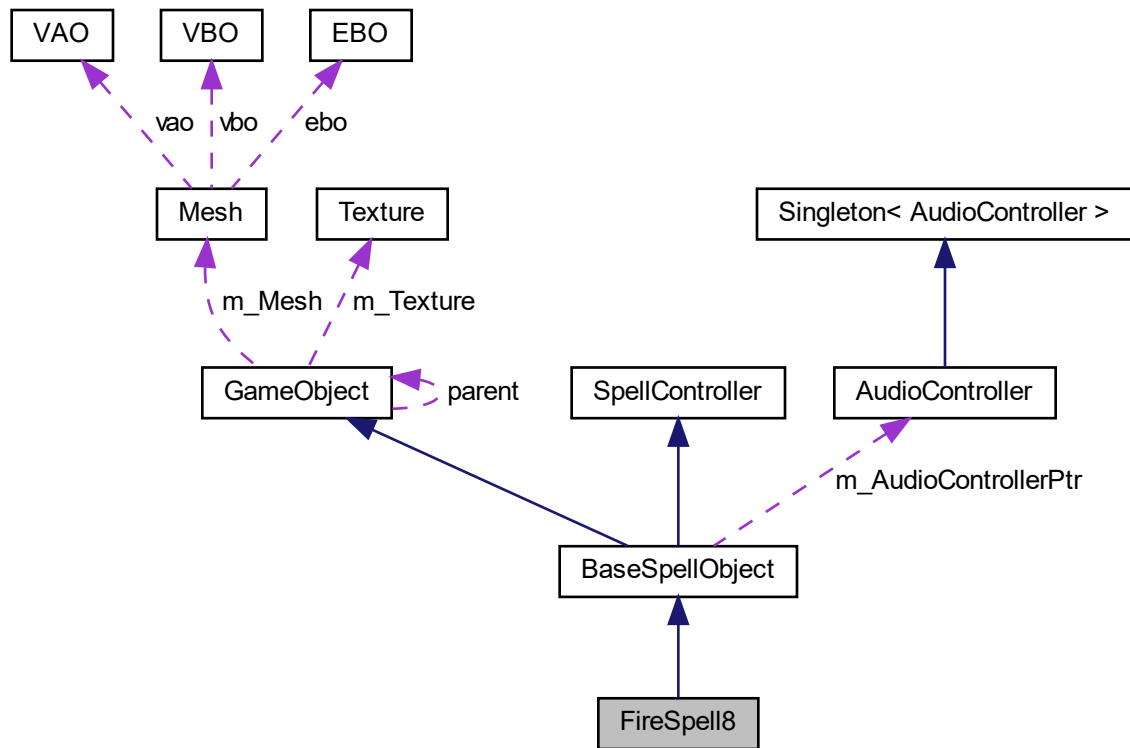 VAO
VBO
EBO
vao
vbo
ebo
Mesh
Texture
Singleton< AudioController >
m_Mesh
m_Texture
GameObject
parent
SpellController
AudioController
m_AudioControllerPtr
BaseSpellObject
FireSpell8